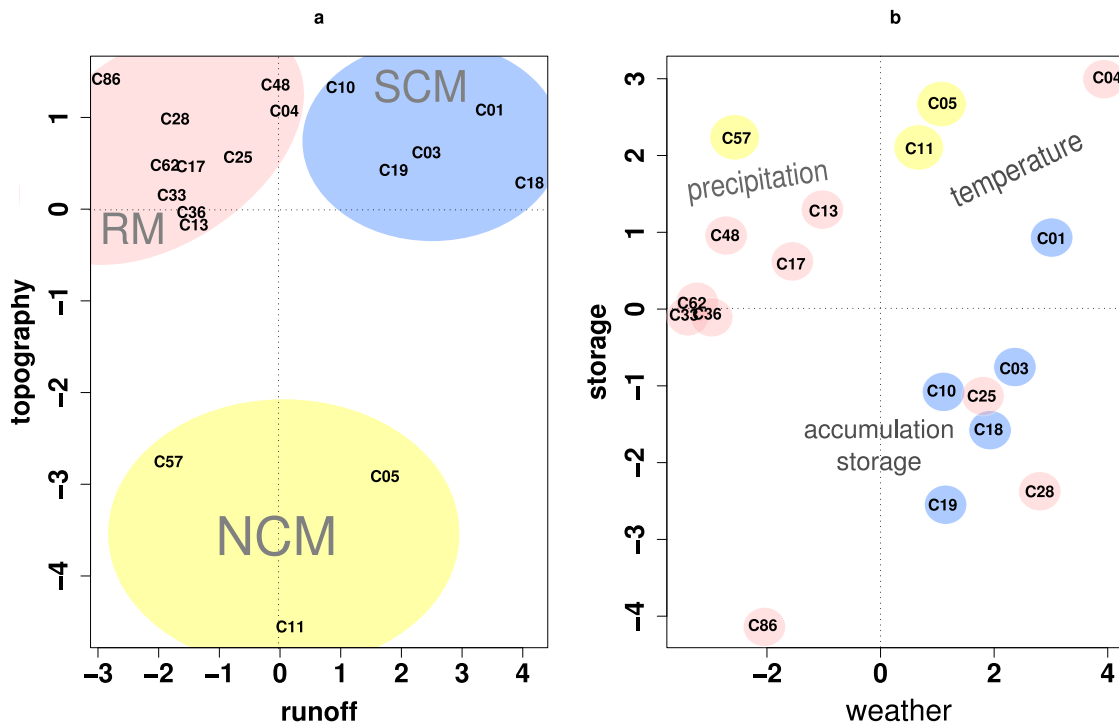 a
C86
C48
C10
SCM
C28
C04
C01
C62
C17
C25
C03
C19
C33
C18
C36
RM
C13
C57
C05
NCM
C11
1
0
−1
−2
−3
−4
topography
−3
−2
−1
0
1
2
3
4
runoff
b
C04
C05
C57
C11
temperature
precipitation
C13
C48
C01
C17
C62
C33
C36
C03
C10
C25
accumulation
storage
C18
C28
C19
C86
3
2
1
0
−1
−2
−3
−4
storage
−2
0
2
4
weather